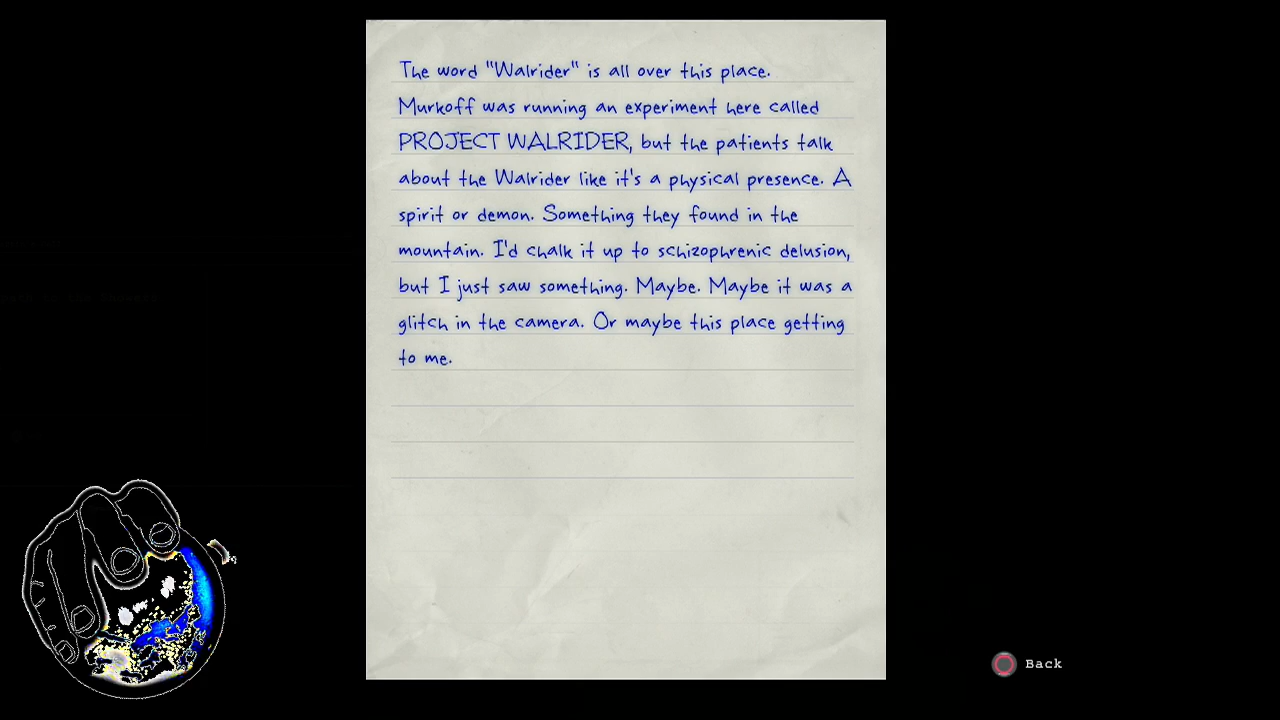 The word "Walrider" is all over this place.
Murkoff was running an experiment here called
PROJECT WALRIDER, but the patients talk
about the Walrider like it's a physical presence. A
spirit or demon. Something they found in the
mountain. I'd chalk it up to schizophrenic delusion,
but I just saw something. Maybe. Maybe it was a
glitch in the camera. Or maybe this place getting
to me.
Back